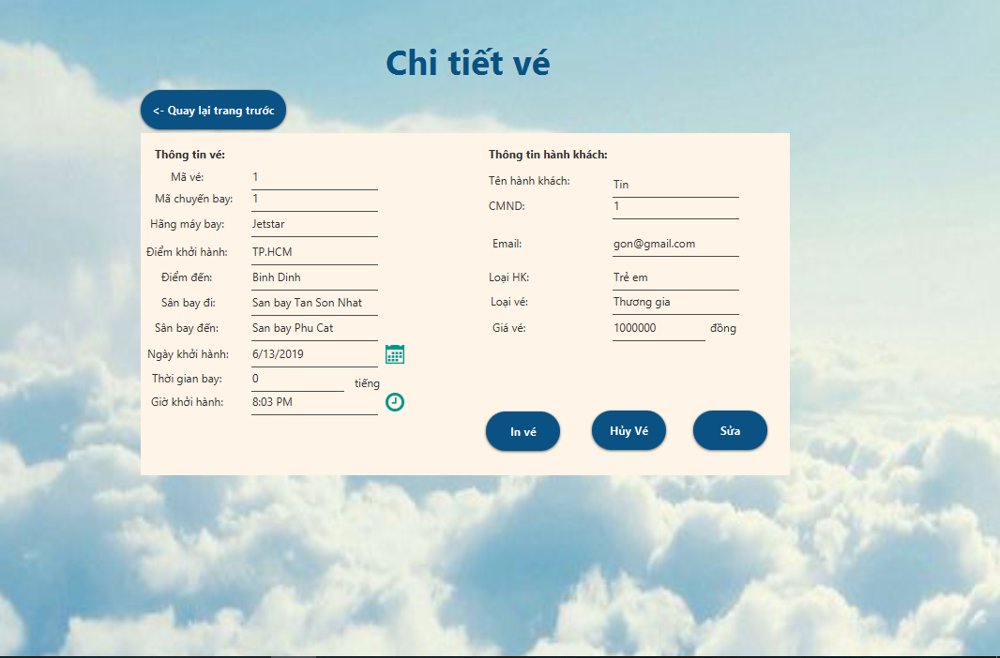 Chi tiết vé
<- Quay lại trang trước
Thông tin vé:
Mã vé: 1
Mã chuyến bay: 1
Hãng máy bay: Jetstar
Điểm khởi hành: TP.HCM
Điểm đến: Binh Dinh
Sân bay đi: San bay Tan Son Nhat
Sân bay đến: San bay Phu Cat
Ngày khởi hành: 6/13/2019
Thời gian bay: 0 tiếng
Giờ khởi hành: 8:03 PM
Thông tin hành khách:
Tên hành khách: Tin
CMND: 1
Email: gon@gmail.com
Loại HK: Trẻ em
Loại vé: Thương gia
Giá vé: 1000000 đồng
In vé
Hủy Vé
Sửa